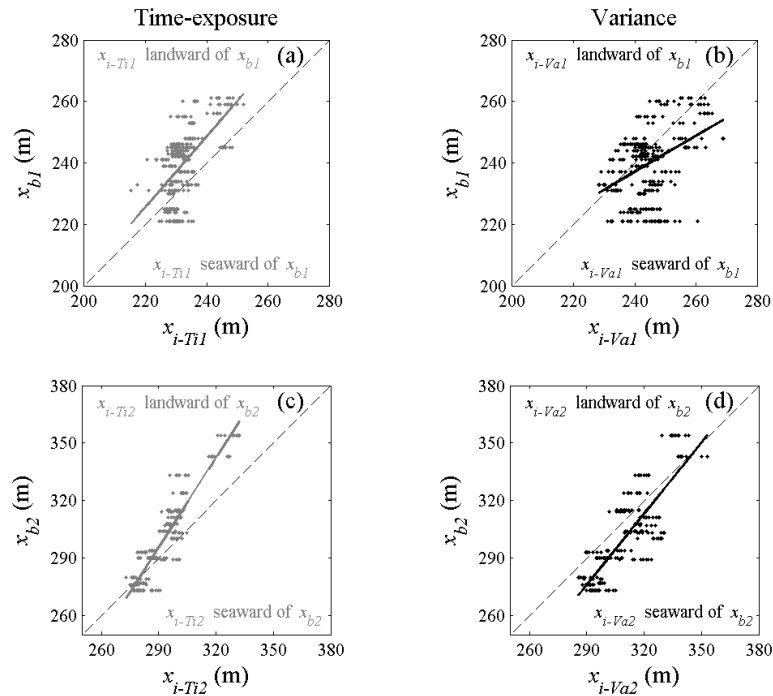 Time-exposure
Variance
x_{i-Ti1} landward of x_{b1}
(a)
280
260
240
220
200
x_{b1} (m)
200 220 240 260 280
x_{i-Ti1} seaward of x_{b1}
x_{i-Ti1} (m)
x_{i-Va1} landward of x_{b1}
(b)
280
260
240
220
200
x_{b1} (m)
200 220 240 260 280
x_{i-Va1} seaward of x_{b1}
x_{i-Va1} (m)
x_{i-Ti2} landward of x_{b2}
(c)
380
350
320
290
260
x_{b2} (m)
260 290 320 350 380
x_{i-Ti2} seaward of x_{b2}
x_{i-Ti2} (m)
x_{i-Va2} landward of x_{b2}
(d)
380
350
320
290
260
x_{b2} (m)
260 290 320 350 380
x_{i-Va2} seaward of x_{b2}
x_{i-Va2} (m)